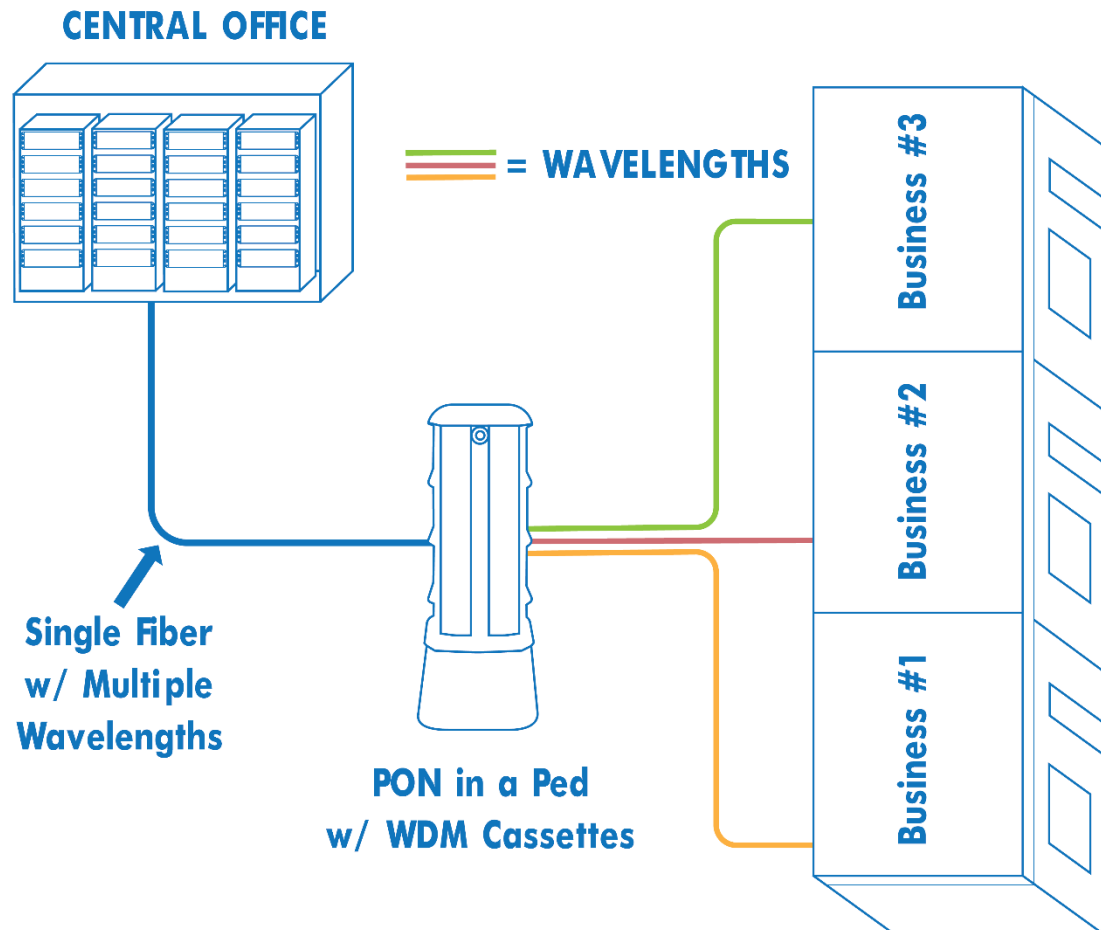 CENTRAL OFFICE
= WAVELENGTHS
Business #3
Business #2
Business #1
Single Fiber
w/ Multiple
Wavelengths
PON in a Ped
w/ WDM Cassettes